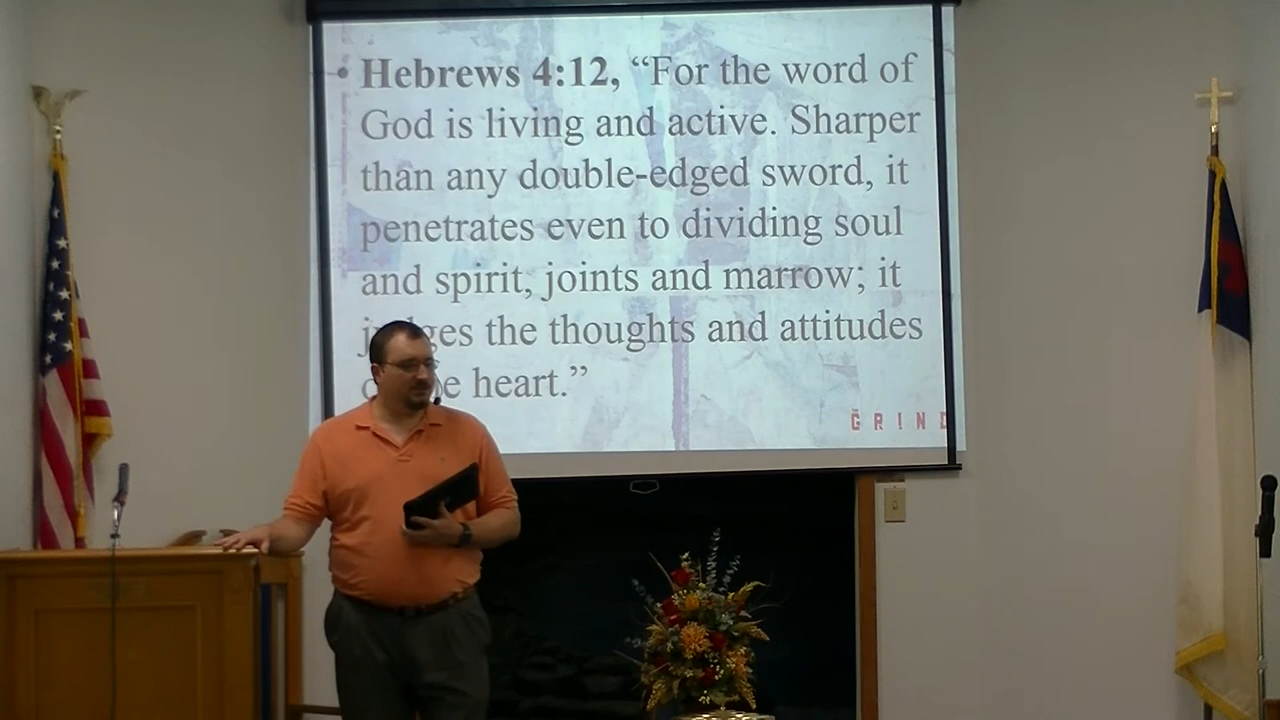 • Hebrews 4:12, “For the word of
God is living and active. Sharper
than any double-edged sword, it
penetrates even to dividing soul
and spirit, joints and marrow; it
the thoughts and attitudes
heart.”
GRIND